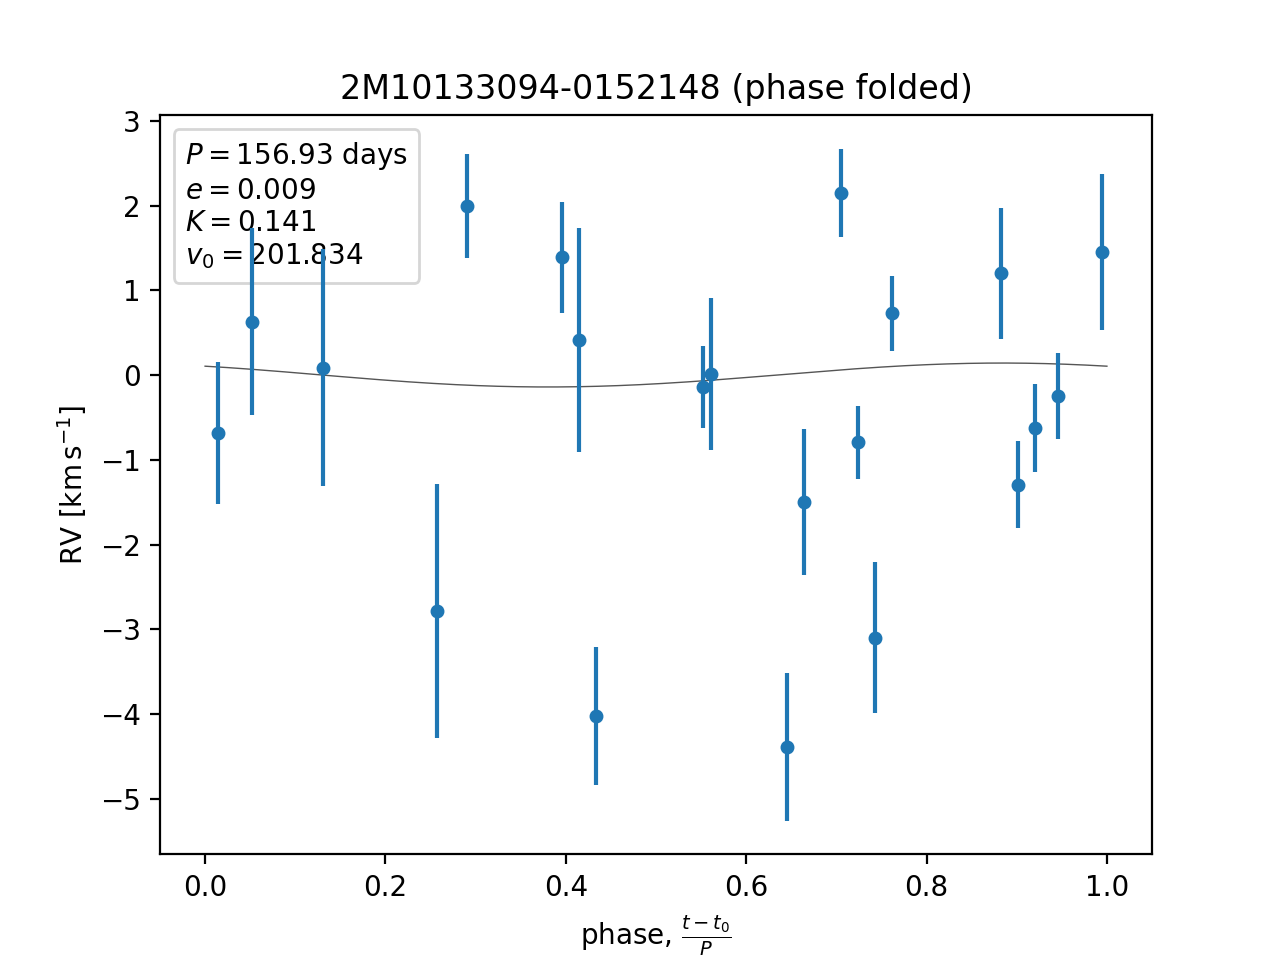 2M10133094-0152148 (phase folded)
P = 156.93 days
e = 0.009
K = 0.141
v₀ = 201.834
3
2
1
0
−1
−2
−3
−4
−5
RV [km s⁻¹]
0.0 0.2 0.4 0.6 0.8 1.0
phase, (t − t₀)/P